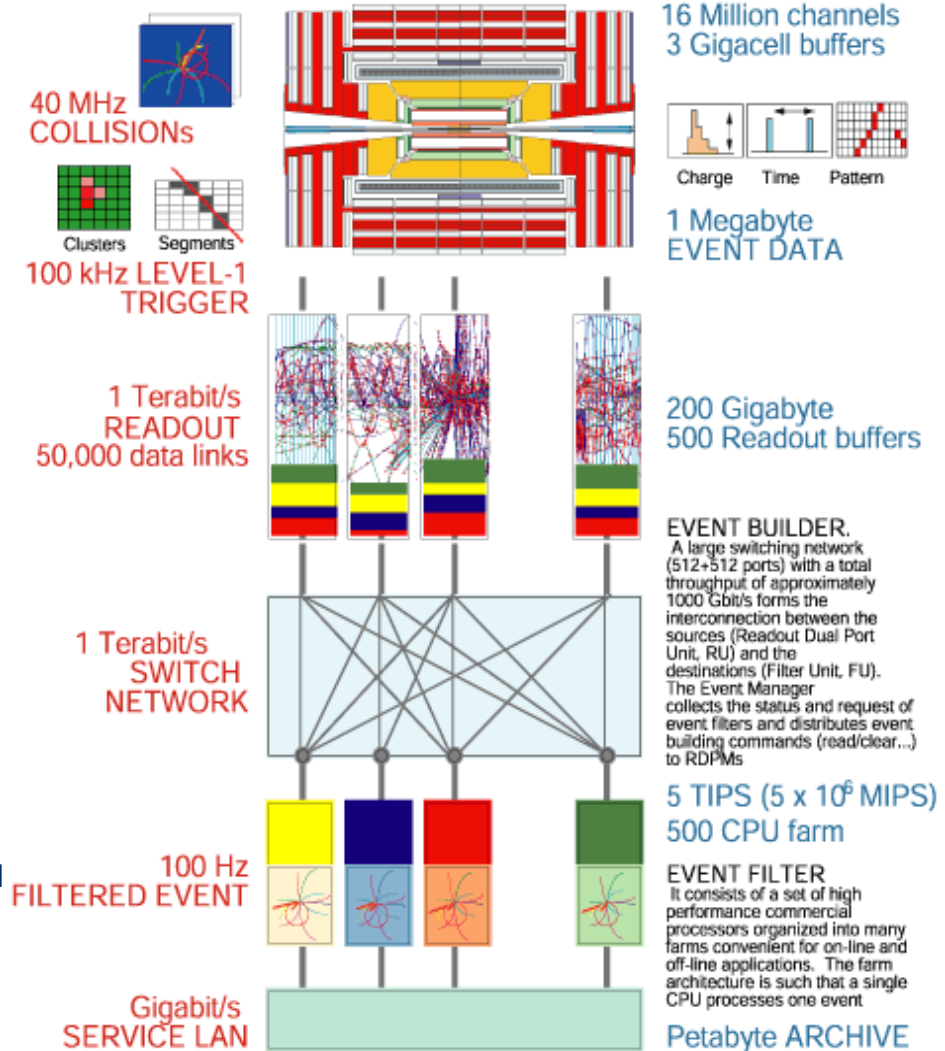 16 Million channels
3 Gigacell buffers
40 MHz
COLLISIONs
Charge Time Pattern
Clusters Segments
1 Megabyte
EVENT DATA
100 kHz LEVEL-1
TRIGGER
1 Terabit/s
READOUT
50,000 data links
200 Gigabyte
500 Readout buffers
EVENT BUILDER.
A large switching network
(512+512 ports) with a total
throughput of approximately
1000 Gbit/s forms the
interconnection between the
sources (Readout Dual Port
Unit, RU) and the
destinations (Filter Unit, FU).
The Event Manager
collects the status and request of
event filters and distributes event
building commands (read/clear...)
to RDPMs
1 Terabit/s
SWITCH
NETWORK
5 TIPS (5 x 10⁶ MIPS)
500 CPU farm
100 Hz
FILTERED EVENT
EVENT FILTER
It consists of a set of high
performance commercial
processors organized into many
farms convenient for on-line and
off-line applications. The farm
architecture is such that a single
CPU processes one event
Gigabit/s
SERVICE LAN
Petabyte ARCHIVE